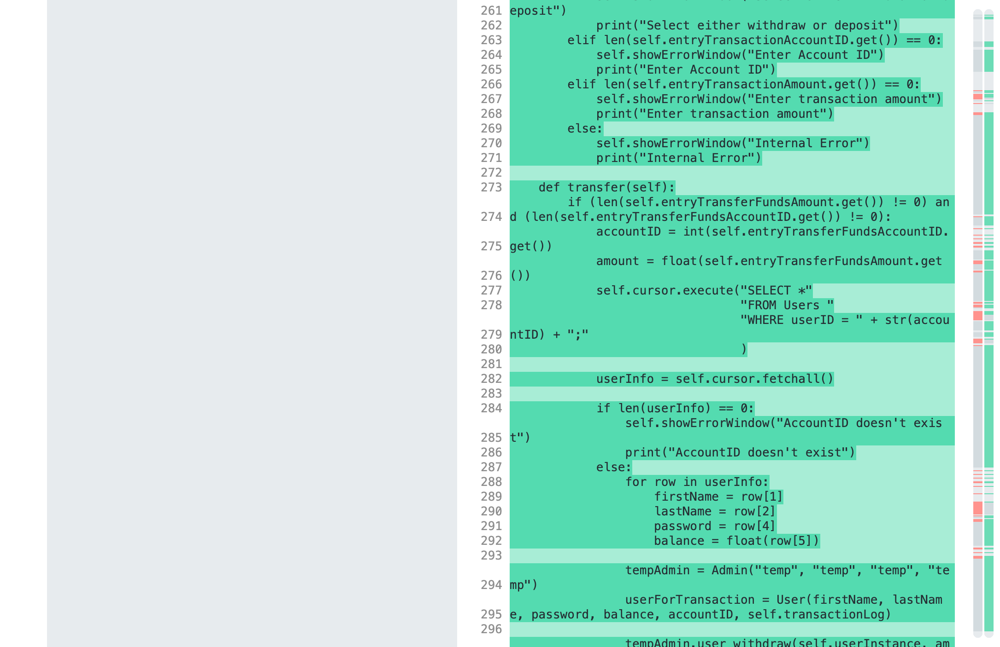 261 eposit")
262             print("Select either withdraw or deposit")
263         elif len(self.entryTransactionAccountID.get()) == 0:
264             self.showErrorWindow("Enter Account ID")
265             print("Enter Account ID")
266         elif len(self.entryTransactionAmount.get()) == 0:
267             self.showErrorWindow("Enter transaction amount")
268             print("Enter transaction amount")
269         else:
270             self.showErrorWindow("Internal Error")
271             print("Internal Error")
272
273     def transfer(self):
        if (len(self.entryTransferFundsAmount.get()) != 0) an
274 d (len(self.entryTransferFundsAccountID.get()) != 0):
            accountID = int(self.entryTransferFundsAccountID.
275 get())
            amount = float(self.entryTransferFundsAmount.get
276 ())
277             self.cursor.execute("SELECT *"
278                                 "FROM Users "
                                "WHERE userID = " + str(accou
279 ntID) + ";"
280                                 )
281
282             userInfo = self.cursor.fetchall()
283
284             if len(userInfo) == 0:
                self.showErrorWindow("AccountID doesn't exis
285 t")
286                 print("AccountID doesn't exist")
287             else:
288                 for row in userInfo:
289                     firstName = row[1]
290                     lastName = row[2]
291                     password = row[4]
292                     balance = float(row[5])
293
                tempAdmin = Admin("temp", "temp", "temp", "te
294 mp")
                userForTransaction = User(firstName, lastNam
295 e, password, balance, accountID, self.transactionLog)
296
                tempAdmin.user_withdraw(self.userInstance, am